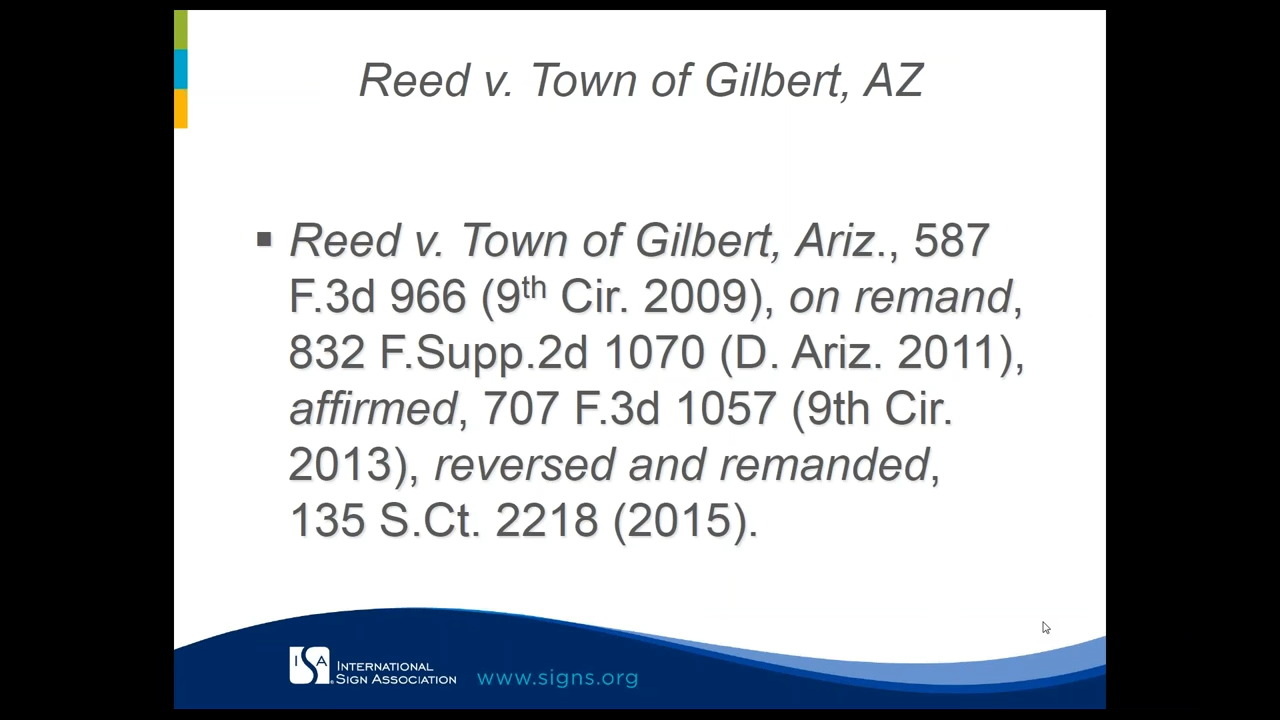 Reed v. Town of Gilbert, AZ
▪ Reed v. Town of Gilbert, Ariz., 587
F.3d 966 (9th Cir. 2009), on remand,
832 F.Supp.2d 1070 (D. Ariz. 2011),
affirmed, 707 F.3d 1057 (9th Cir.
2013), reversed and remanded,
135 S.Ct. 2218 (2015).
ISA
INTERNATIONAL
SIGN ASSOCIATION
www.signs.org